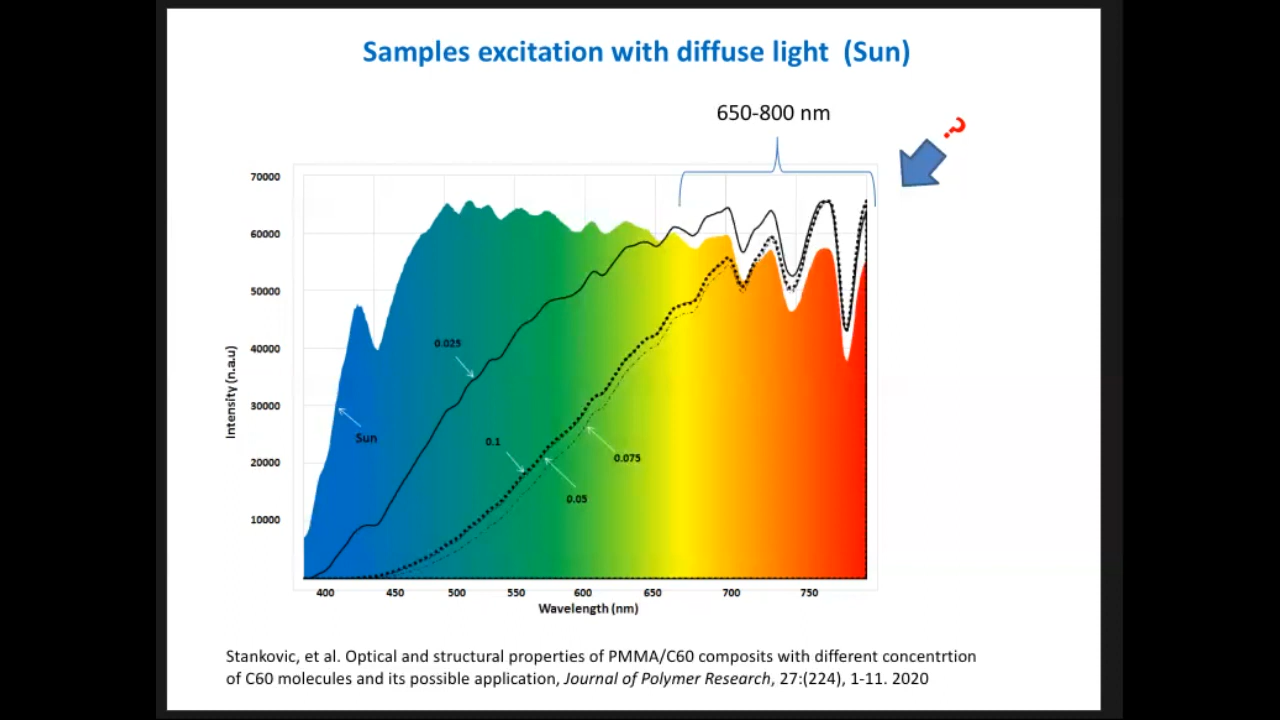 Samples excitation with diffuse light (Sun)
650-800 nm
?
70000
60000
50000
40000
30000
20000
10000
Intensity (n.a.u)
0.025
Sun
0.1
0.075
0.05
400 450 500 550 600 650 700 750
Wavelength (nm)
Stankovic, et al. Optical and structural properties of PMMA/C60 composits with different concentrtion
of C60 molecules and its possible application, Journal of Polymer Research, 27:(224), 1-11. 2020